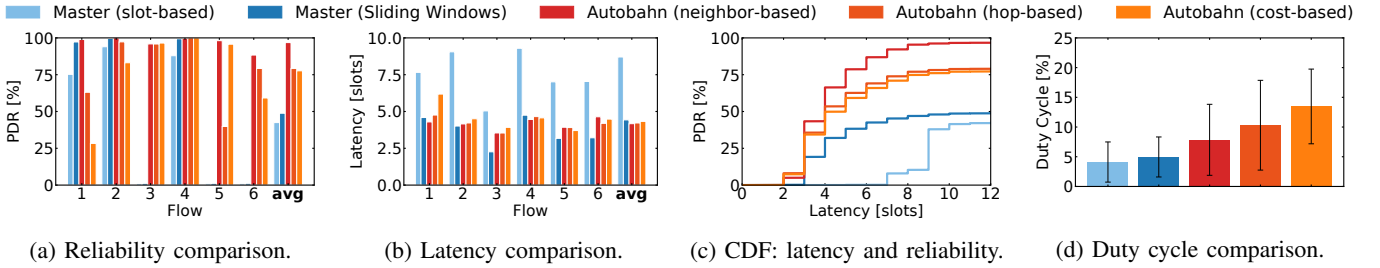 Master (slot-based) Master (Sliding Windows) Autobahn (neighbor-based) Autobahn (hop-based) Autobahn (cost-based)
PDR [%]
100
75
50
25
0
1 2 3 4 5 6 avg
Flow
(a) Reliability comparison.
Latency [slots]
10.0
7.5
5.0
2.5
0.0
1 2 3 4 5 6 avg
Flow
(b) Latency comparison.
PDR [%]
100
75
50
25
0
0 2 4 6 8 10 12
Latency [slots]
(c) CDF: latency and reliability.
Duty Cycle [%]
25
20
15
10
5
0
(d) Duty cycle comparison.